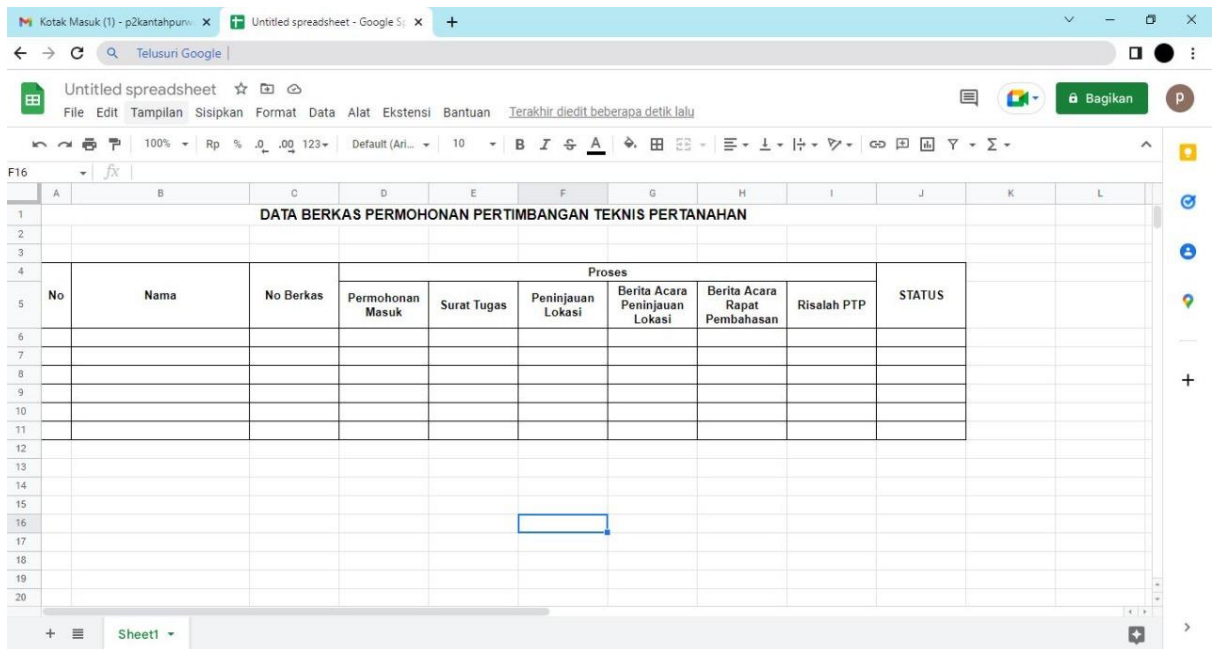 Kotak Masuk (1) - p2kantahpurw
Untitled spreadsheet - Google Sp
Telusuri Google
Untitled spreadsheet
File Edit Tampilan Sisipkan Format Data Alat Ekstensi Bantuan Terakhir diedit beberapa detik lalu
Bagikan
p
100% Rp % .0 .00 123 Default (Ari... 10 B I S A
F16 fx
A B C D E F G H I J K L
1 DATA BERKAS PERMOHONAN PERTIMBANGAN TEKNIS PERTANAHAN
2
3
4 Proses
5 No Nama No Berkas Permohonan Masuk Surat Tugas Peninjauan Lokasi Berita Acara Peninjauan Lokasi Berita Acara Rapat Pembahasan Risalah PTP STATUS
6
7
8
9
10
11
12
13
14
15
16
17
18
19
20
Sheet1